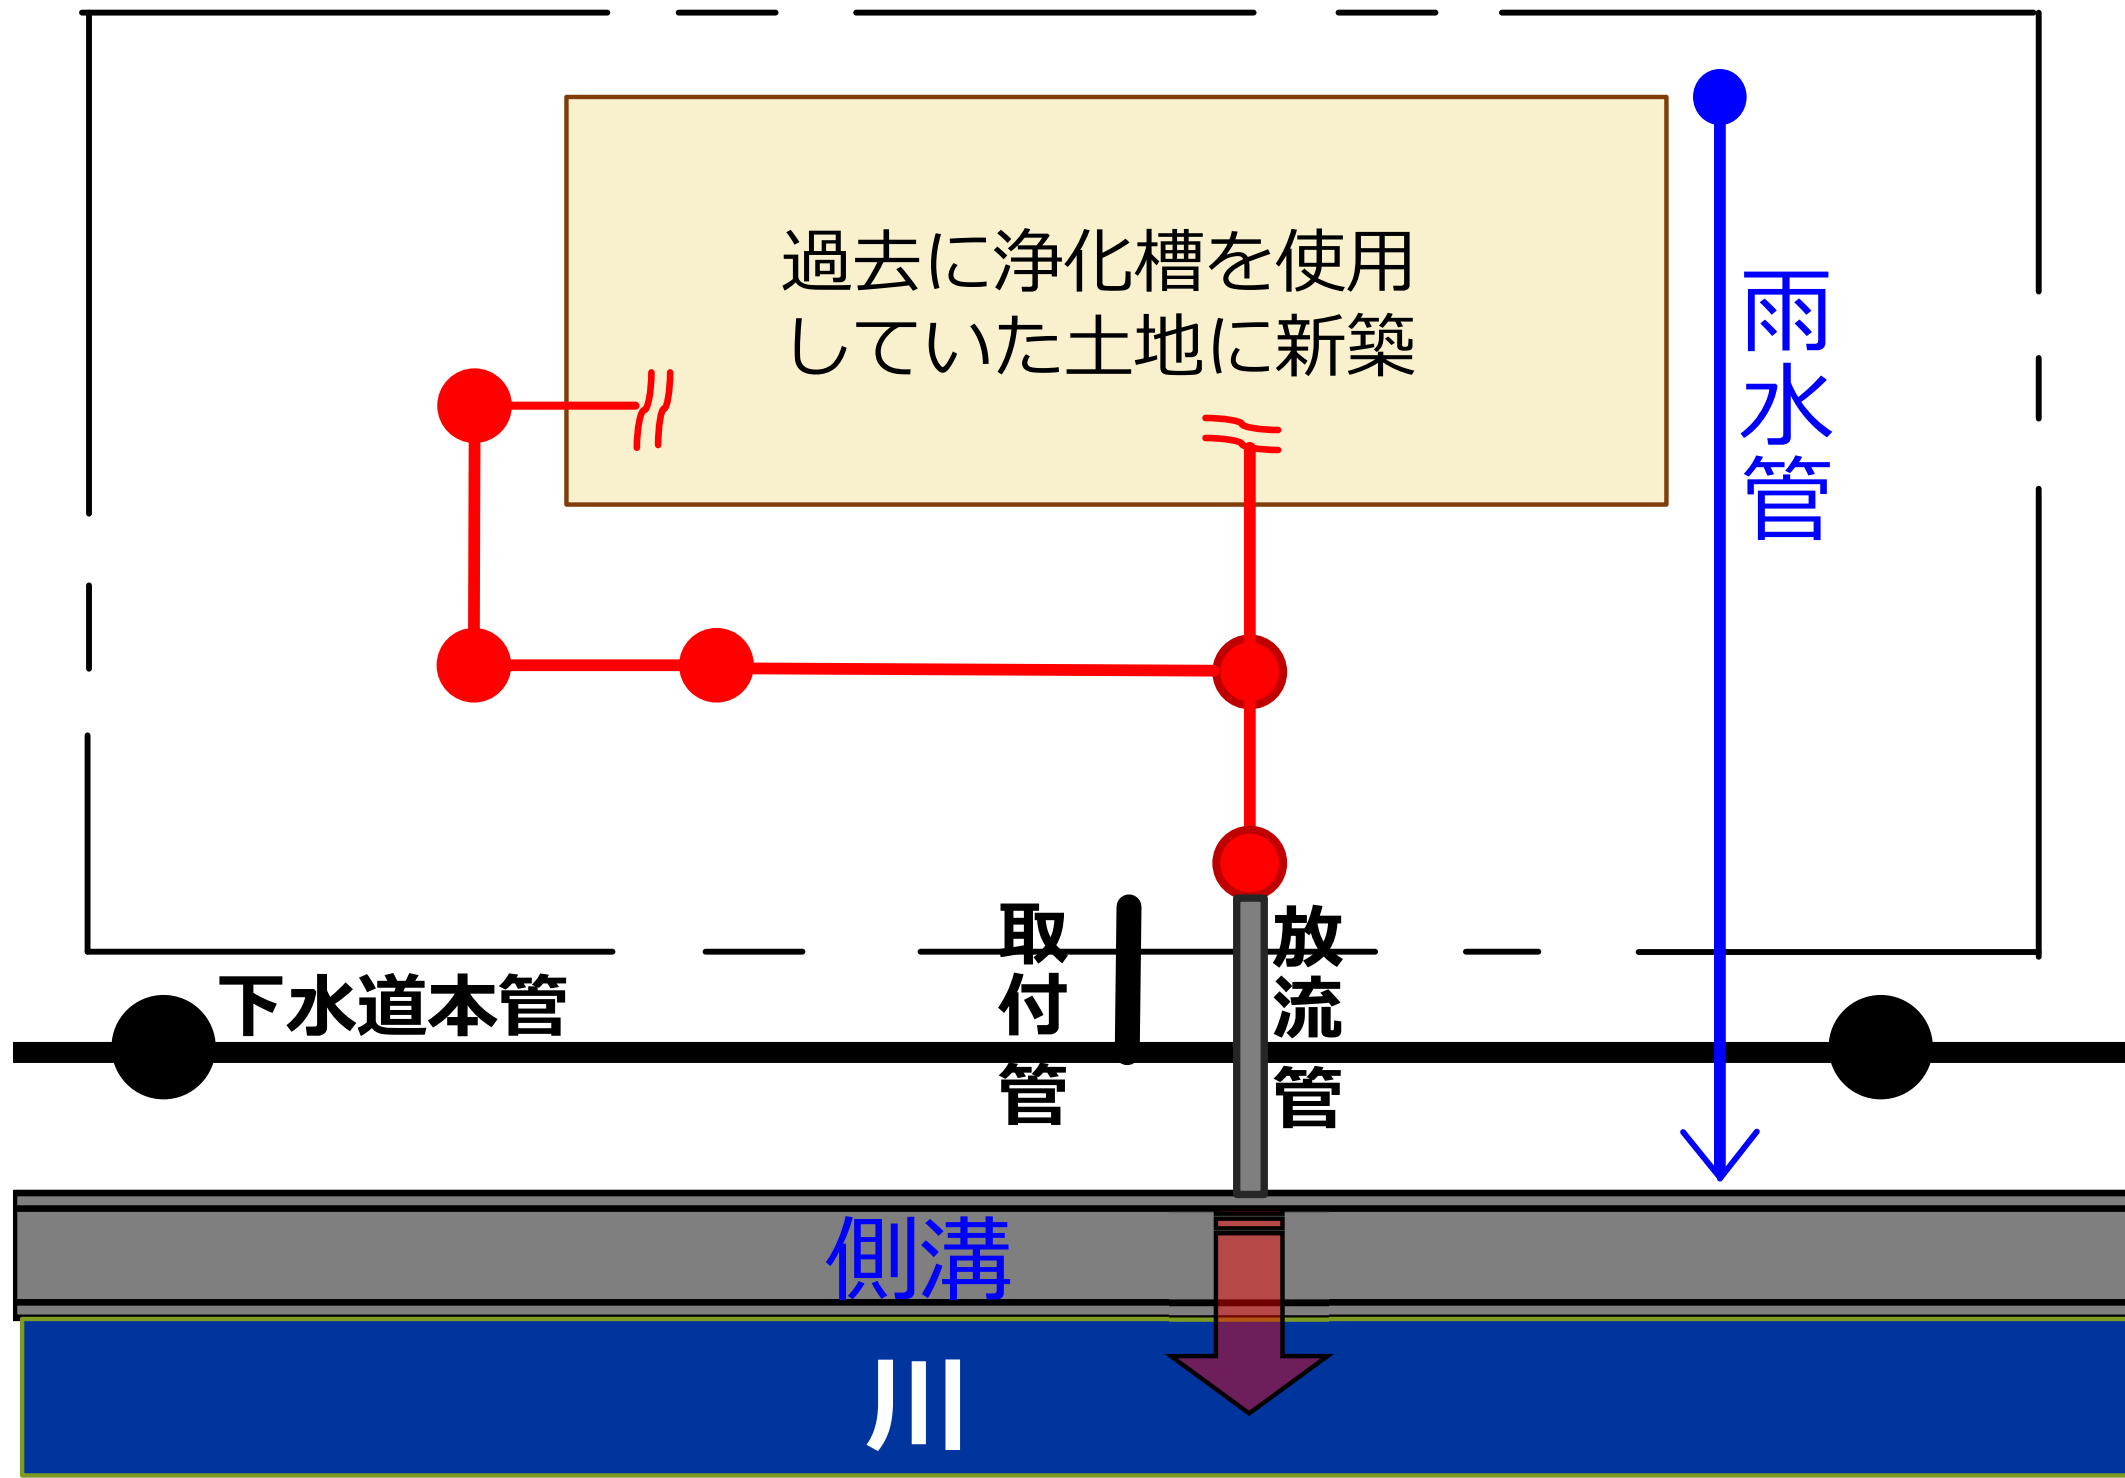 過去に浄化槽を使用
していた土地に新築
雨水管
取付管
放流管
下水道本管
側溝
川